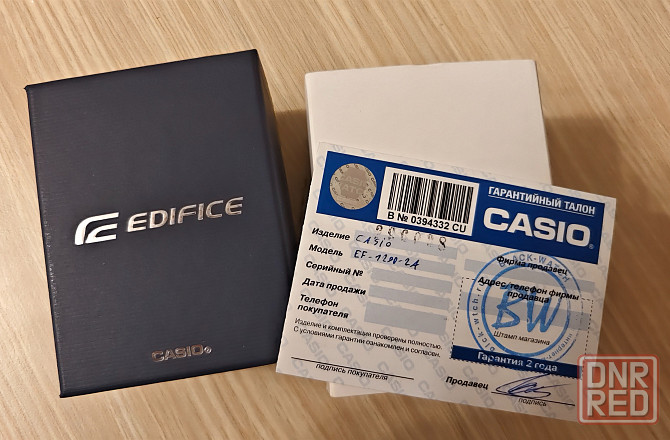 EDIFICE
CASIO
ГАРАНТИЙНЫЙ ТАЛОН
CASIO
B № 0394332 CU
Изделие CASIO
Модель EF-1200-2A
Серийный №
Дата продажи
Телефон
покупателя
Изделие и комплектация проверены полностью.
С условиями гарантии ознакомлен и согласен.
подпись покупателя
Фирма продавец
Адрес/телефон фирмы
продавца
BW
Штамп магазина
Гарантия 2 года
Продавец
подпись
DNR
RED